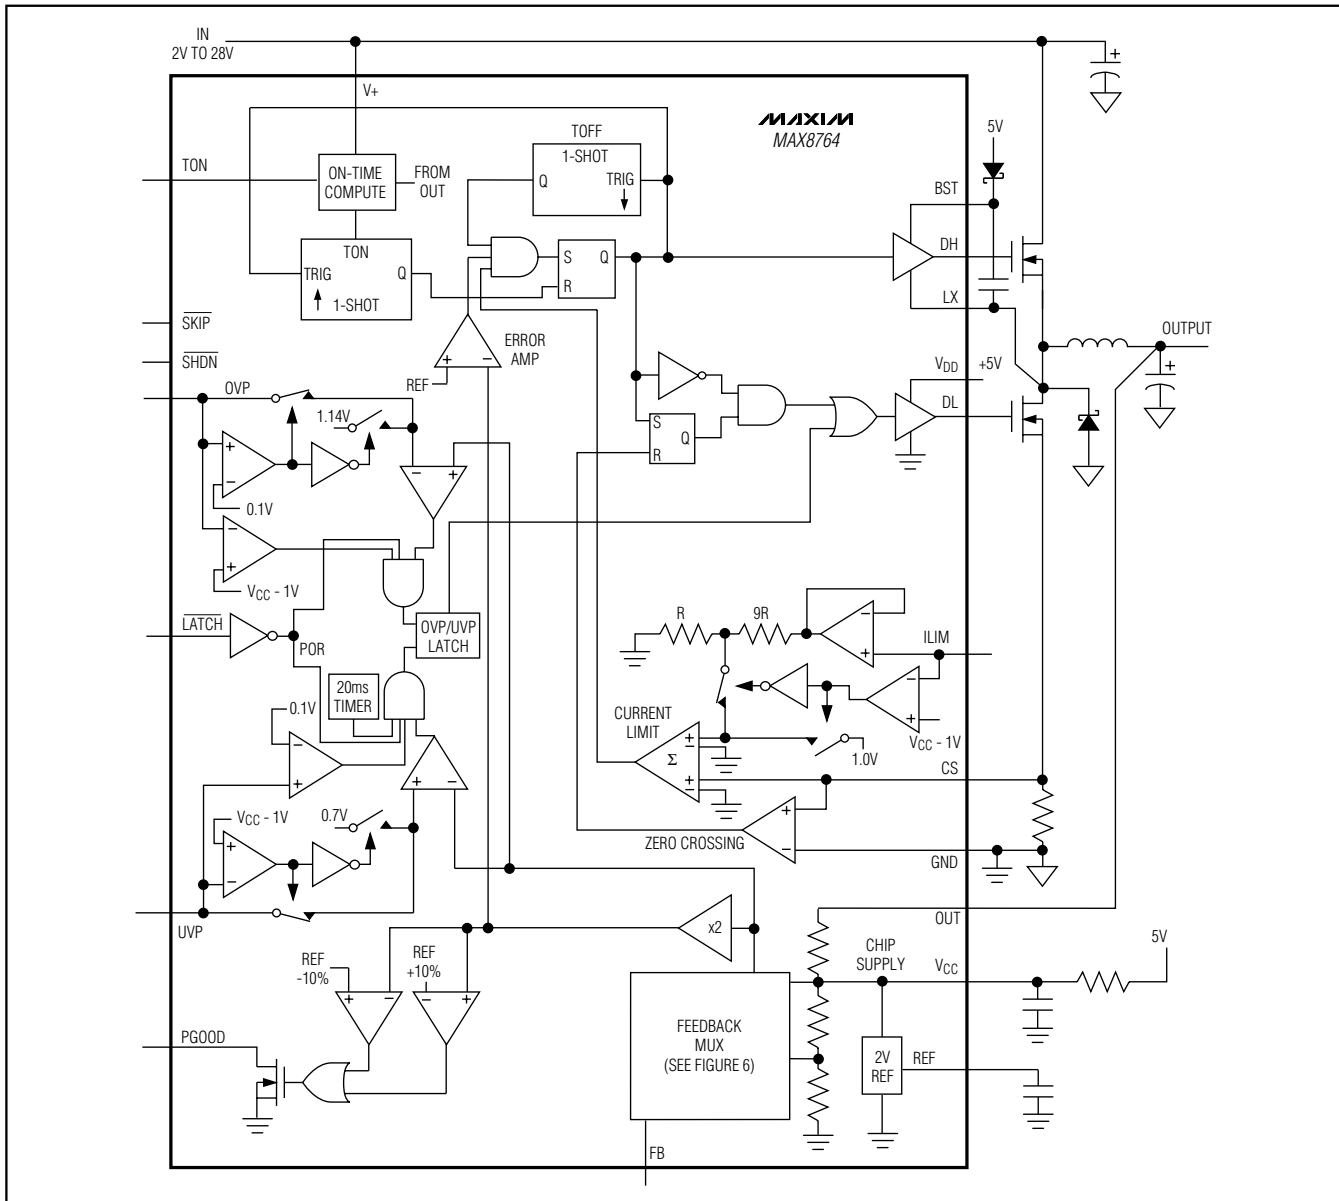 IN
2V TO 28V
V+
MAXIM
MAX8764
TOFF
1-SHOT
Q
TRIG
5V
TON
ON-TIME
COMPUTE
FROM
OUT
BST
TON
TRIG
Q
1-SHOT
S
Q
R
DH
LX
SKIP
SHDN
ERROR
AMP
+
−
REF
OUTPUT
+
+
VDD
+5V
DL
OVP
1.14V
S
Q
R
+
−
0.1V
−
+
−
+
VCC - 1V
LATCH
POR
OVP/UVP
LATCH
R
9R
−
+
ILIM
20ms
TIMER
0.1V
−
+
+
−
CURRENT
LIMIT
Σ
+
−
+
−
−
+
VCC - 1V
1.0V
CS
VCC - 1V
0.7V
+
−
ZERO CROSSING
+
−
GND
UVP
x2
OUT
REF
-10%
REF
+10%
CHIP
SUPPLY
VCC
5V
+
−
−
+
PGOOD
FEEDBACK
MUX
(SEE FIGURE 6)
2V
REF
REF
FB